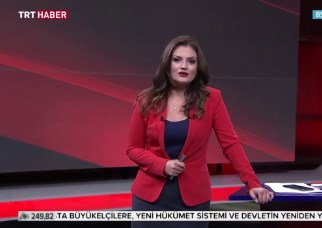 TRT HABER
249,82 -TA BÜYÜKELÇİLERE, YENİ HÜKÜMET SİSTEMİ VE DEVLETİN YENİDEN Y